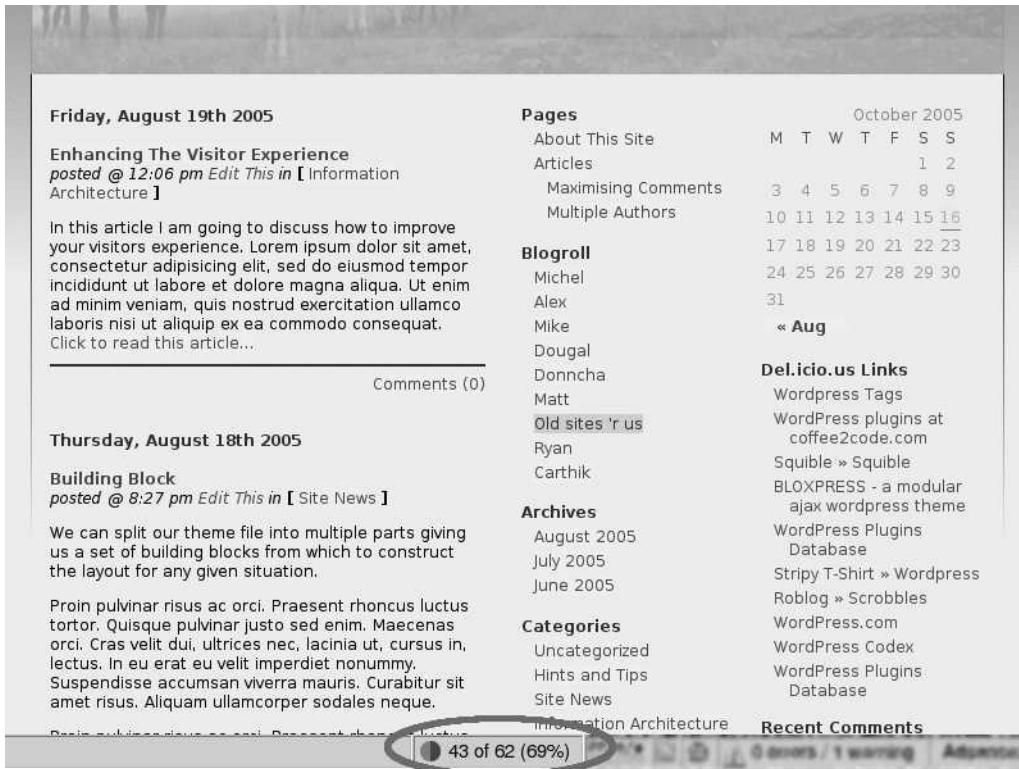 Friday, August 19th 2005
Enhancing The Visitor Experience
posted @ 12:06 pm Edit This in [ Information
Architecture ]
In this article I am going to discuss how to improve
your visitors experience. Lorem ipsum dolor sit amet,
consectetur adipisicing elit, sed do eiusmod tempor
incididunt ut labore et dolore magna aliqua. Ut enim
ad minim veniam, quis nostrud exercitation ullamco
laboris nisi ut aliquip ex ea commodo consequat.
Click to read this article...
Comments (0)
Thursday, August 18th 2005
Building Block
posted @ 8:27 pm Edit This in [ Site News ]
We can split our theme file into multiple parts giving
us a set of building blocks from which to construct
the layout for any given situation.
Proin pulvinar risus ac orci. Praesent rhoncus luctus
tortor. Quisque pulvinar justo sed enim. Maecenas
orci. Cras velit dui, ultrices nec, lacinia ut, cursus in,
lectus. In eu erat eu velit imperdiet nonummy.
Suspendisse accumsan viverra mauris. Curabitur sit
amet risus. Aliquam ullamcorper sodales neque.
Pages
About This Site
Articles
Maximising Comments
Multiple Authors
Blogroll
Michel
Alex
Mike
Dougal
Donncha
Matt
Old sites 'r us
Ryan
Carthik
Archives
August 2005
July 2005
June 2005
Categories
Uncategorized
Hints and Tips
Site News
Information Architecture
October 2005
M T W T F S S
1 2
3 4 5 6 7 8 9
10 11 12 13 14 15 16
17 18 19 20 21 22 23
24 25 26 27 28 29 30
31
« Aug
Del.icio.us Links
Wordpress Tags
WordPress plugins at
coffee2code.com
Squible » Squible
BLOXPRESS - a modular
ajax wordpress theme
WordPress Plugins
Database
Stripy T-Shirt » Wordpress
Roblog » Scrobbles
WordPress.com
WordPress Codex
WordPress Plugins
Database
Recent Comments
43 of 62 (69%)
0 errors / 1 warning